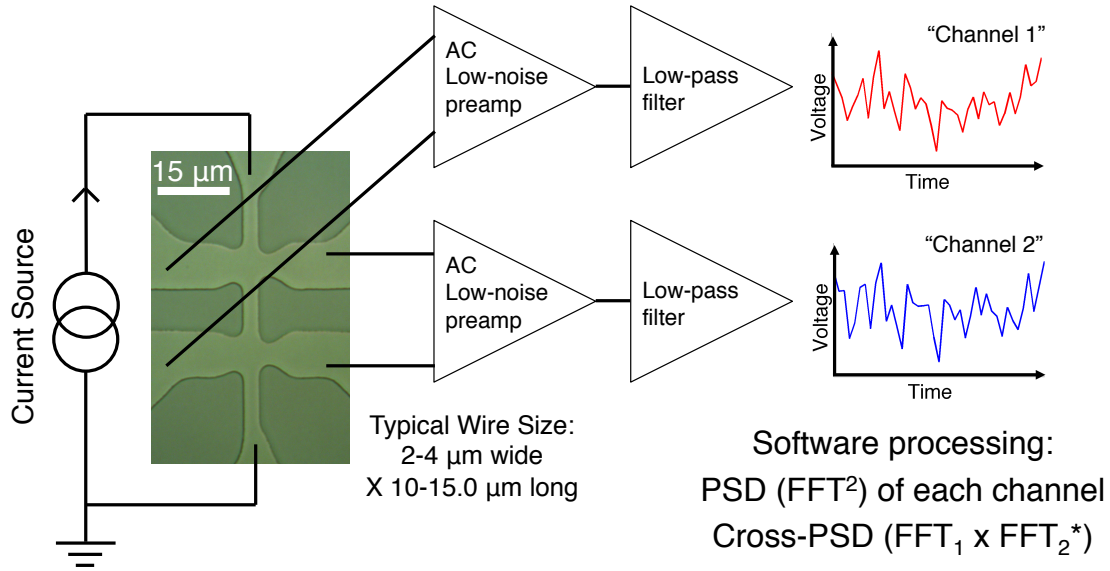 AC
Low-noise
preamp
Low-pass
filter
“Channel 1”
Voltage
Time
15 μm
Current Source
AC
Low-noise
preamp
Low-pass
filter
“Channel 2”
Voltage
Time
Typical Wire Size:
2-4 μm wide
X 10-15.0 μm long
Software processing:
PSD (FFT²) of each channel
Cross-PSD (FFT₁ x FFT₂*)